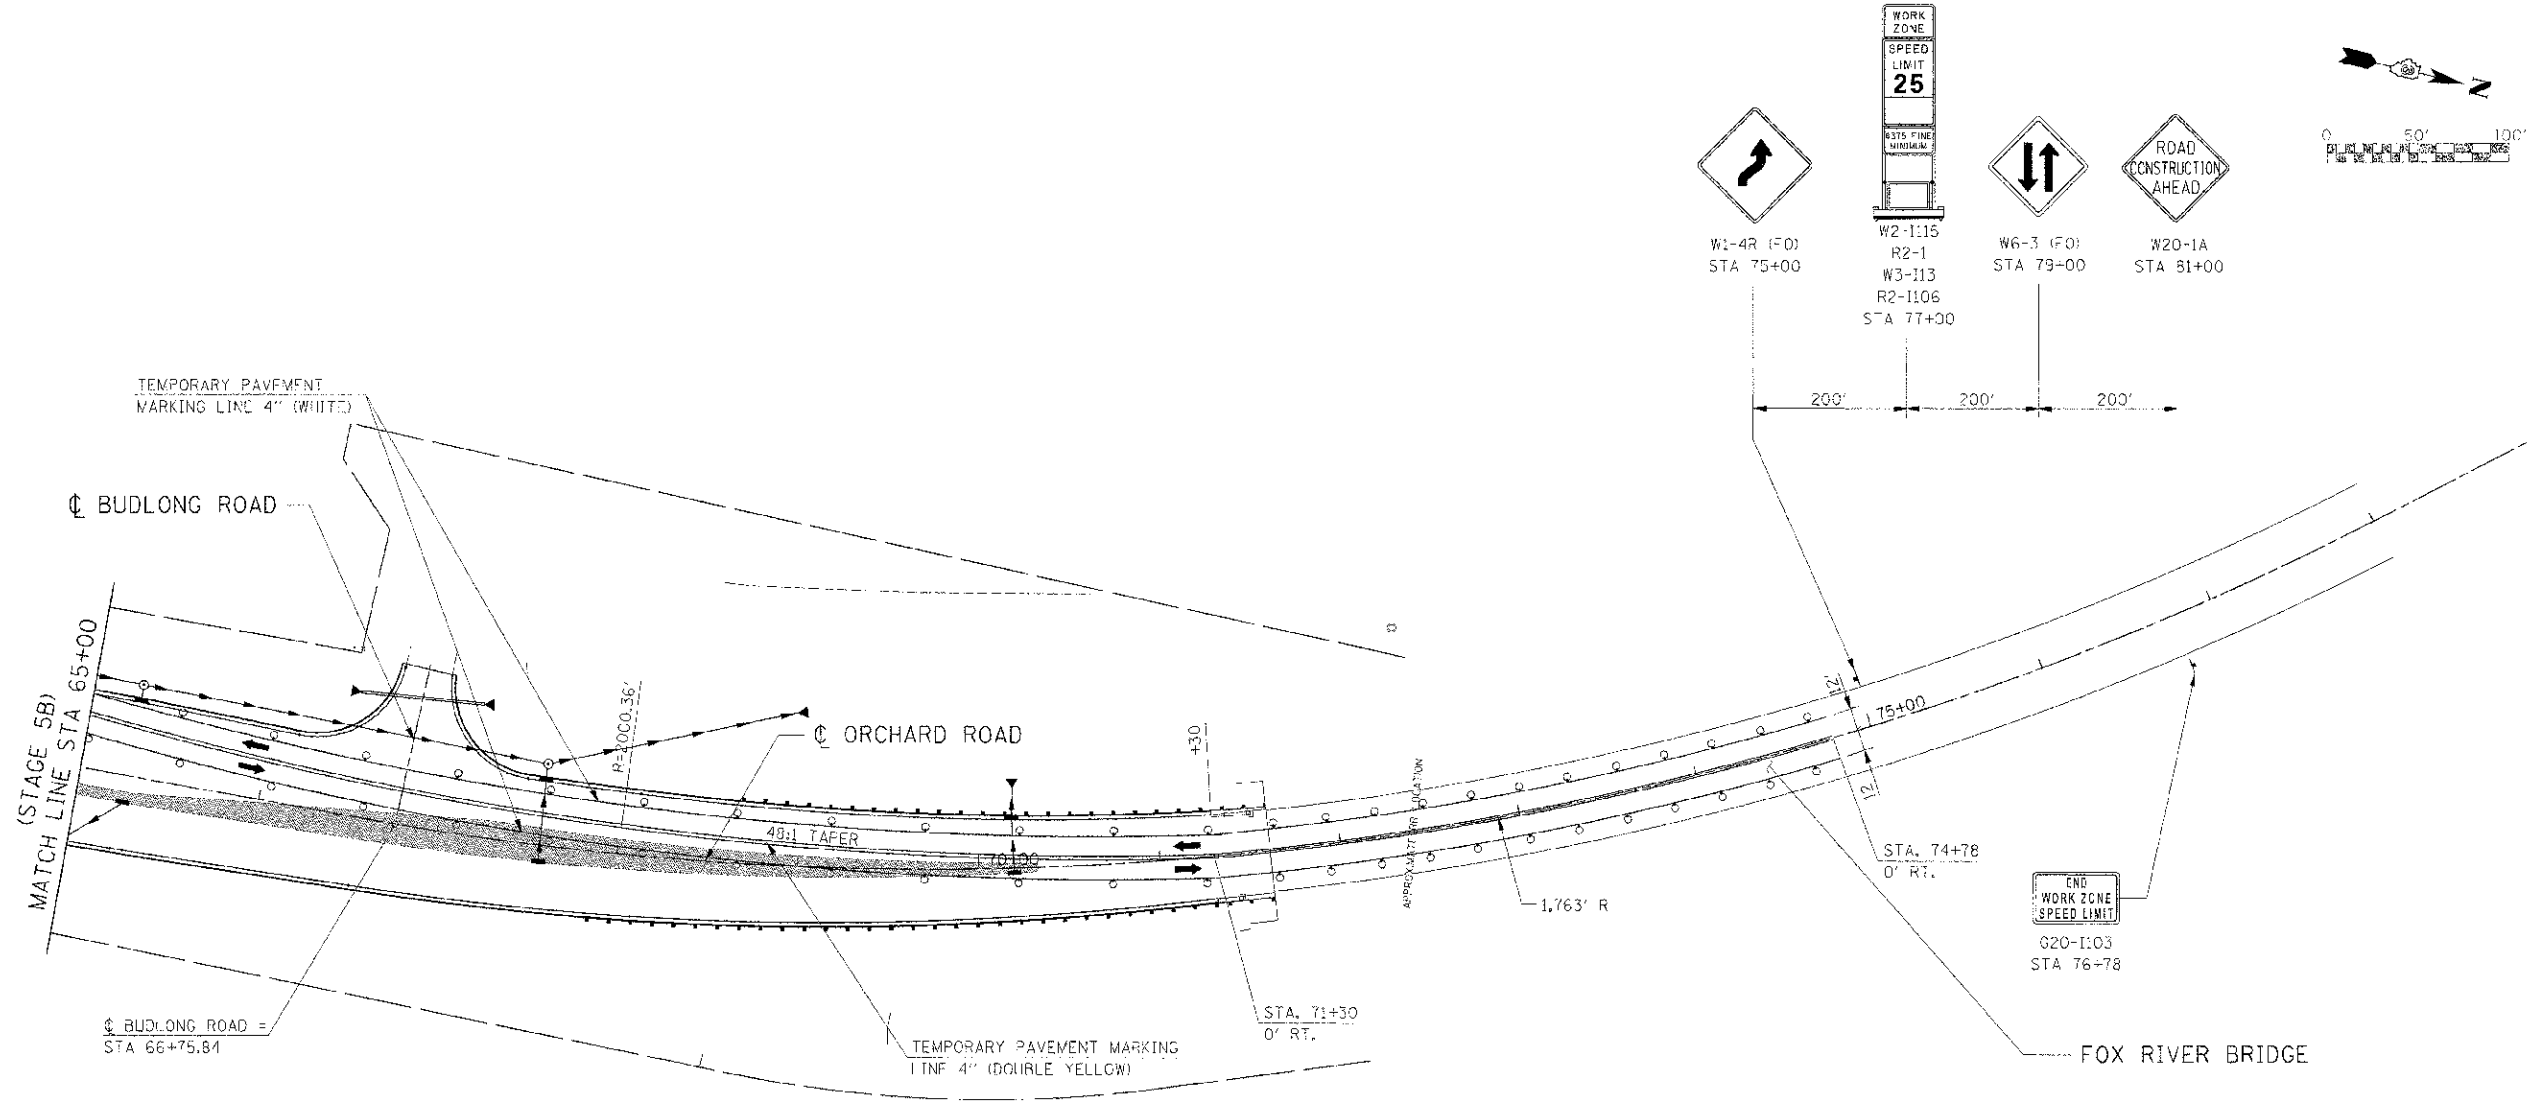 WORK
ZONE
SPEED
LIMIT
25
$375 FINE
MINIMUM
ROAD
CONSTRUCTION
AHEAD
N
0 50' 100'
W1-4R (FO)
STA 75+00
W2-I115
R2-1
W3-I13
R2-I106
STA 77+00
W6-3 (FO)
STA 79+00
W20-1A
STA 81+00
200' 200' 200'
TEMPORARY PAVEMENT
MARKING LINE 4" (WHITE)
℄ BUDLONG ROAD
(STAGE 5B)
MATCH LINE STA 65+00
R=2000.36'
℄ ORCHARD ROAD
+30
48:1 TAPER
70+00
APPROXIMATE
LOCATION
12'
75+00
12'
STA. 74+78
0' RT.
1,763' R
END
WORK ZONE
SPEED LIMIT
G20-I103
STA 76+78
STA. 71+30
0' RT.
℄ BUDLONG ROAD =
STA 66+75.84
TEMPORARY PAVEMENT MARKING
LINE 4" (DOUBLE YELLOW)
FOX RIVER BRIDGE